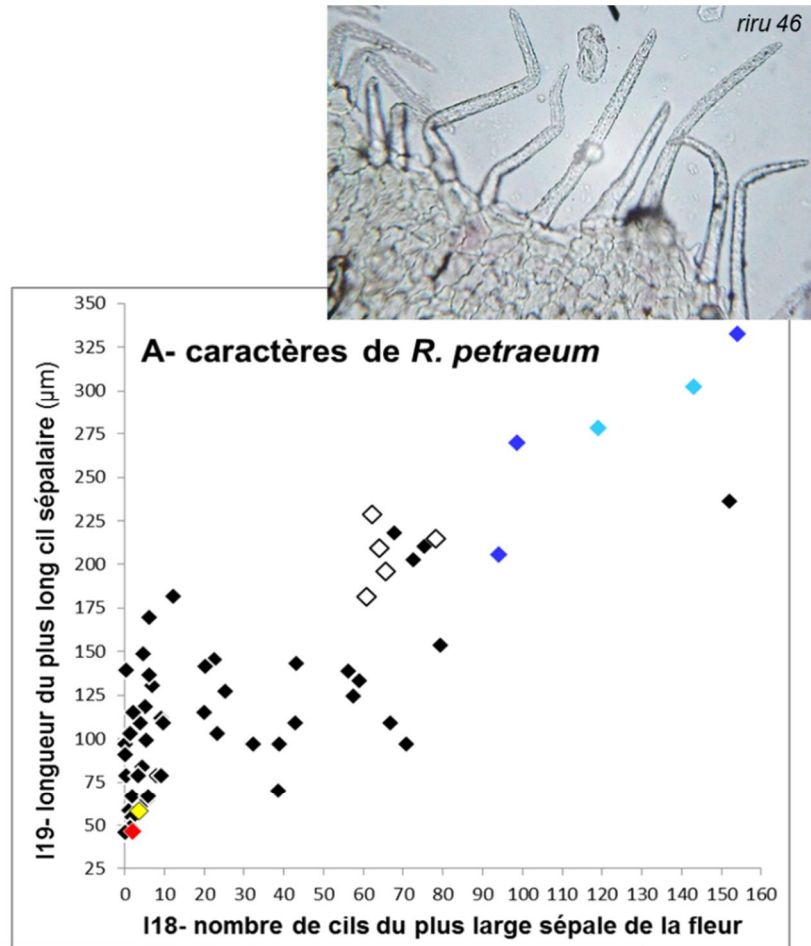 riru 46
A- caractères de R. petraeum
I19- longueur du plus long cil sépalaire (µm)
350
325
300
275
250
225
200
175
150
125
100
75
50
25
0 10 20 30 40 50 60 70 80 90 100 110 120 130 140 150 160
I18- nombre de cils du plus large sépale de la fleur